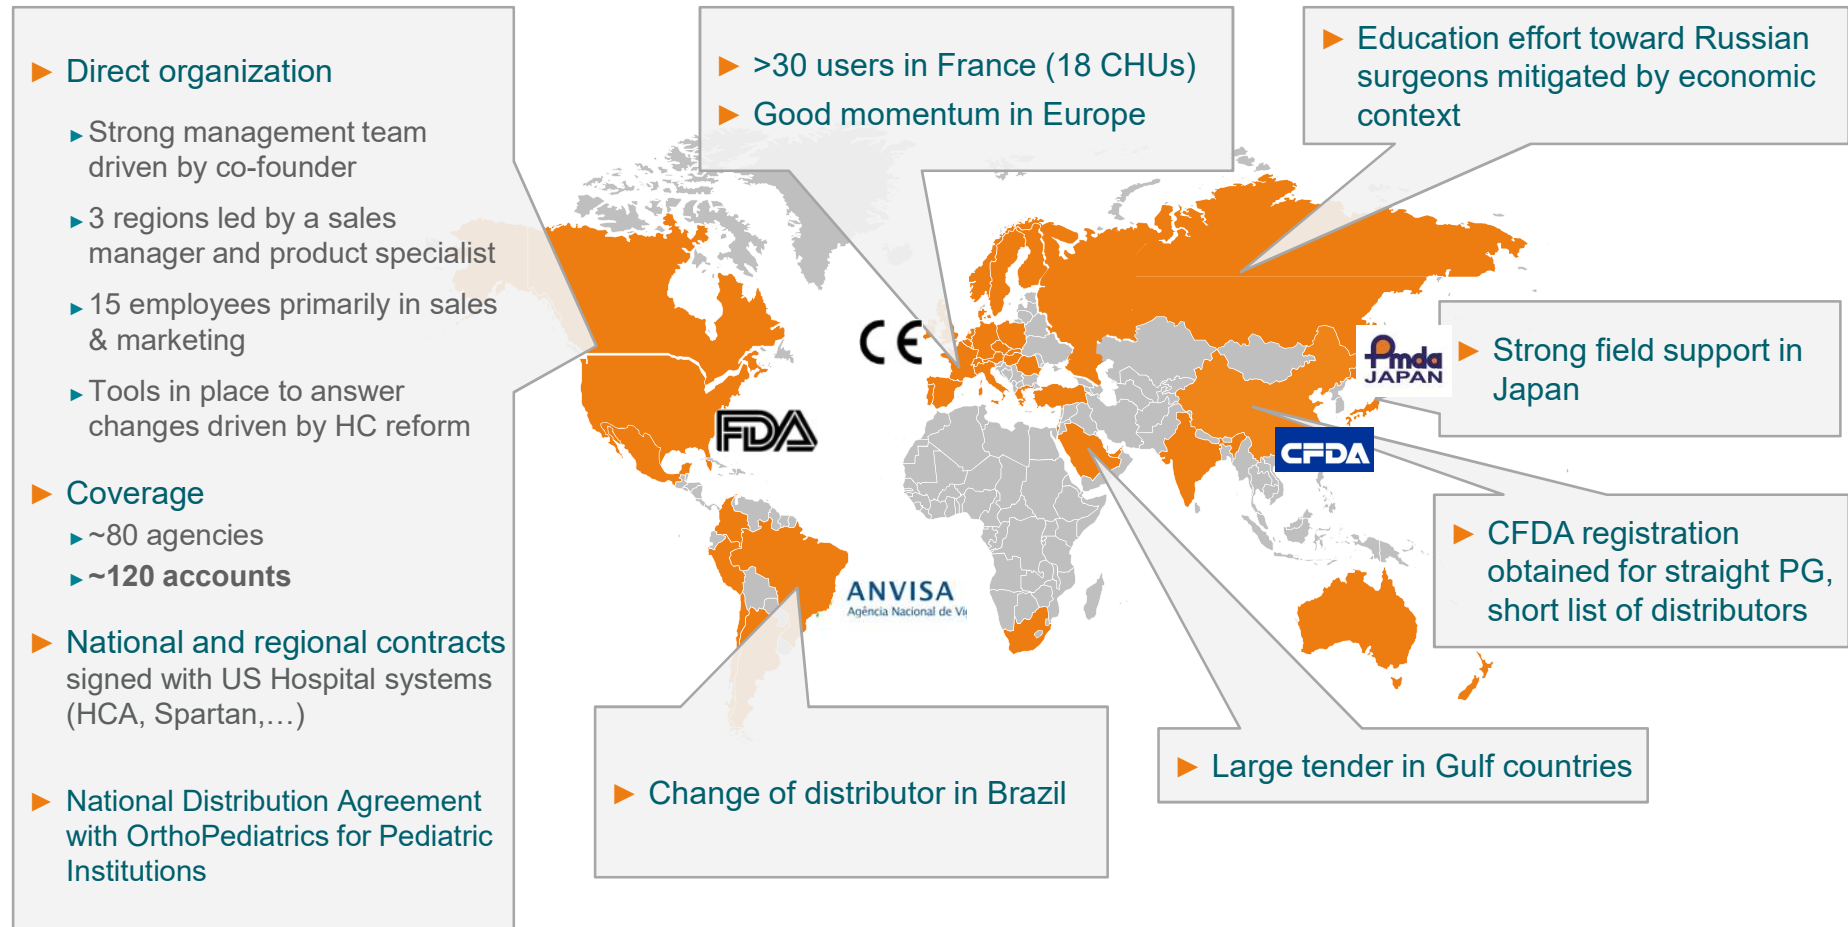 ► Direct organization
► Strong management team
driven by co-founder
► 3 regions led by a sales
manager and product specialist
► 15 employees primarily in sales
& marketing
► Tools in place to answer
changes driven by HC reform
► Coverage
► ~80 agencies
► ~120 accounts
► National and regional contracts
signed with US Hospital systems
(HCA, Spartan,…)
► National Distribution Agreement
with OrthoPediatrics for Pediatric
Institutions
► >30 users in France (18 CHUs)
► Good momentum in Europe
► Education effort toward Russian
surgeons mitigated by economic
context
CE
FDA
Pmda
JAPAN
► Strong field support in
Japan
CFDA
► CFDA registration
obtained for straight PG,
short list of distributors
ANVISA
Agência Nacional de Vi
► Large tender in Gulf countries
► Change of distributor in Brazil